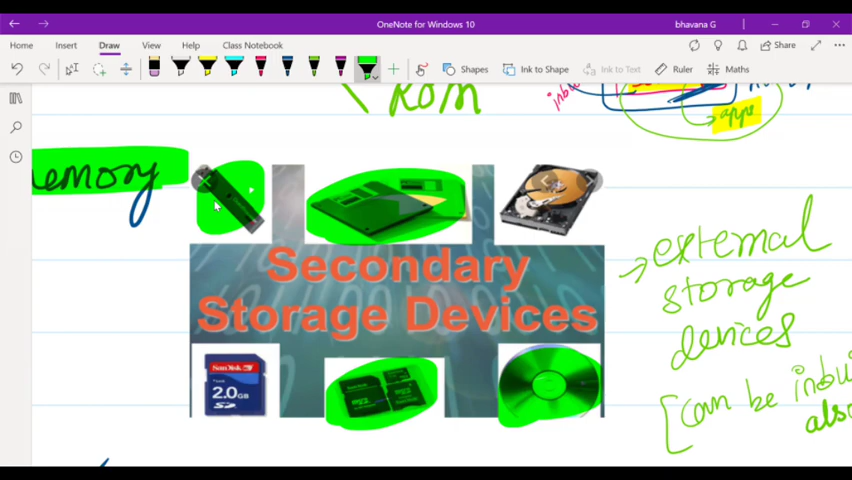 OneNote for Windows 10
bhavana G
Home
Insert
Draw
View
Help
Class Notebook
Share
Shapes
Ink to Shape
Ink to Text
Ruler
Maths
ROM
apps
emory
Secondary
Storage Devices
SanDisk
2.0GB
SD
external
storage
devices
[can be inbui
also